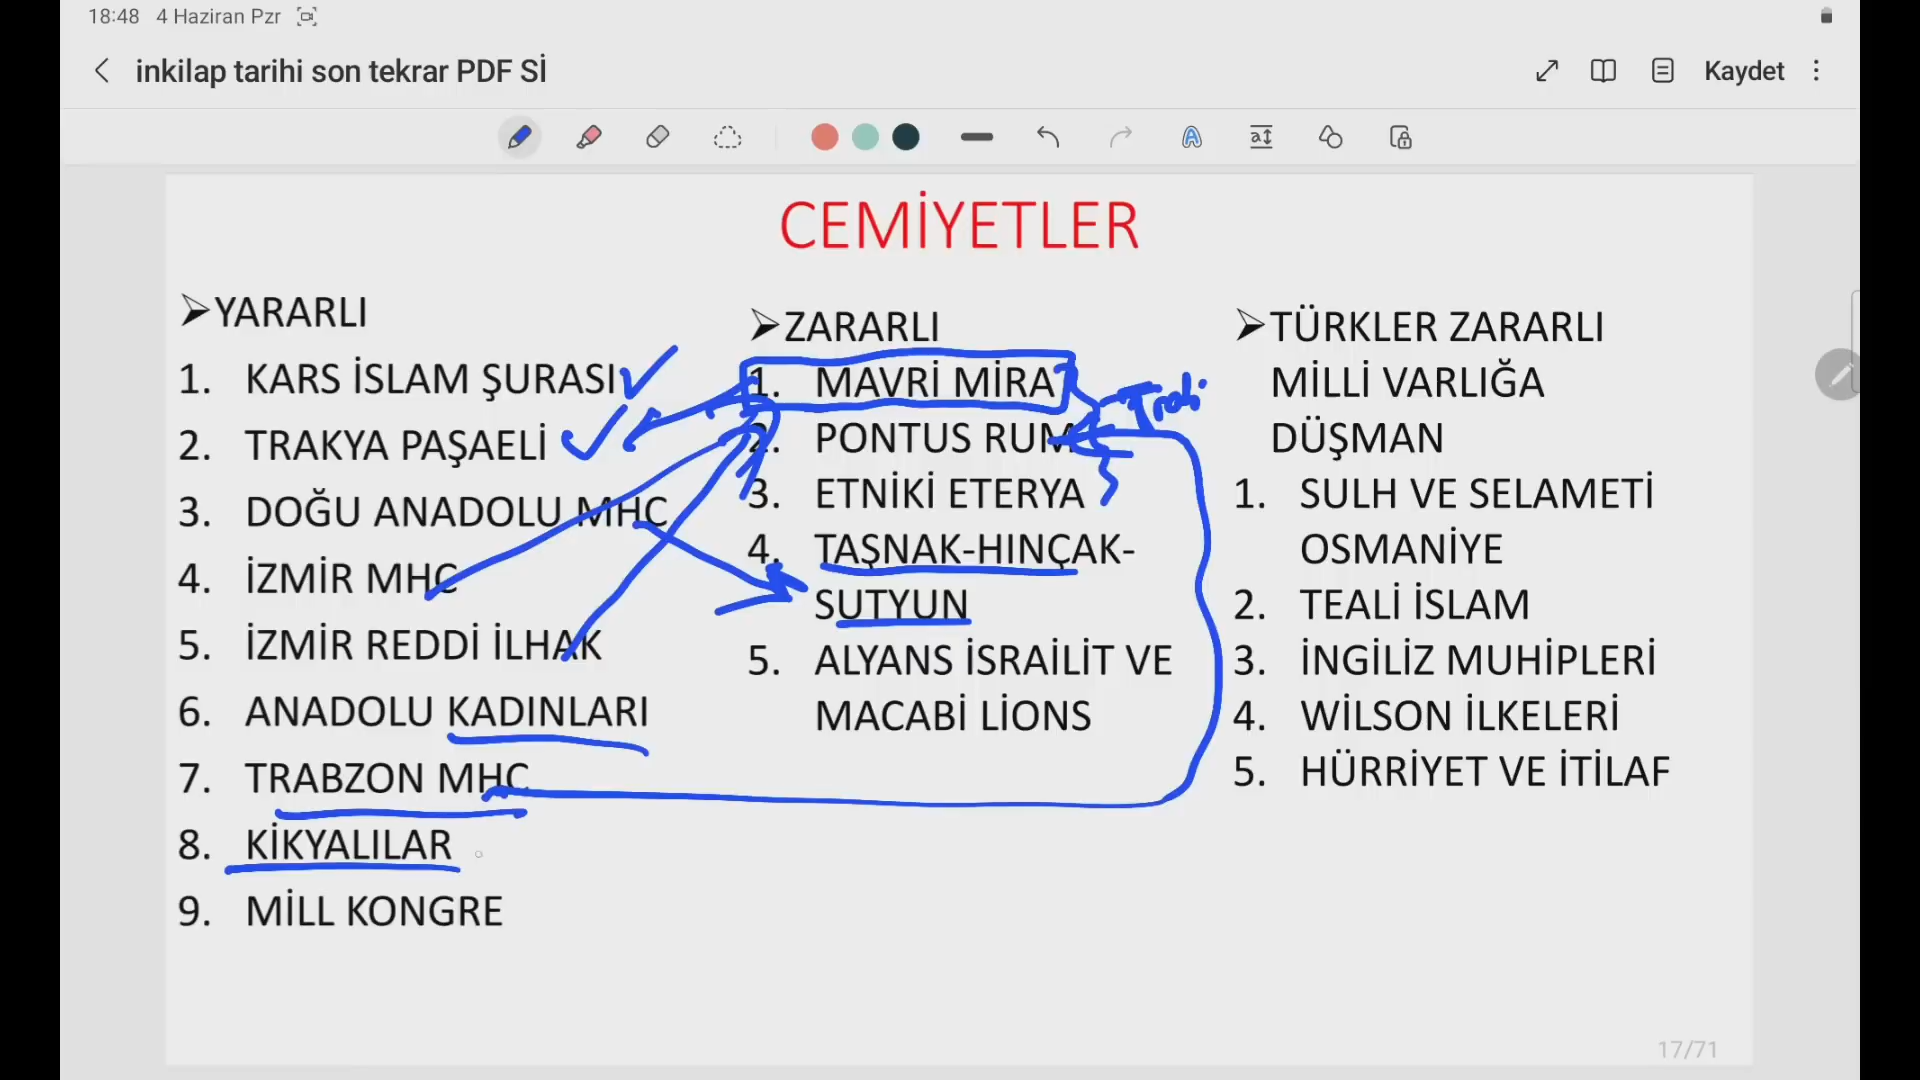 18:48 4 Haziran Pzr
inkilap tarihi son tekrar PDF Sİ
Kaydet
CEMİYETLER
YARARLI
1. KARS İSLAM ŞURASI
2. TRAKYA PAŞAELİ
3. DOĞU ANADOLU MHC
4. İZMİR MHC
5. İZMİR REDDİ İLHAK
6. ANADOLU KADINLARI
7. TRABZON MHC
8. KİKYALILAR
9. MİLL KONGRE
ZARARLI
1. MAVRİ MİRA
2. PONTUS RUM
3. ETNİKİ ETERYA
4. TAŞNAK-HINÇAK-
SUTYUN
5. ALYANS İSRAİLİT VE
MACABİ LİONS
TÜRKLER ZARARLI
MİLLİ VARLIĞA
DÜŞMAN
1. SULH VE SELAMETİ
OSMANİYE
2. TEALİ İSLAM
3. İNGİLİZ MUHİPLERİ
4. WİLSON İLKELERİ
5. HÜRRİYET VE İTİLAF
17/71